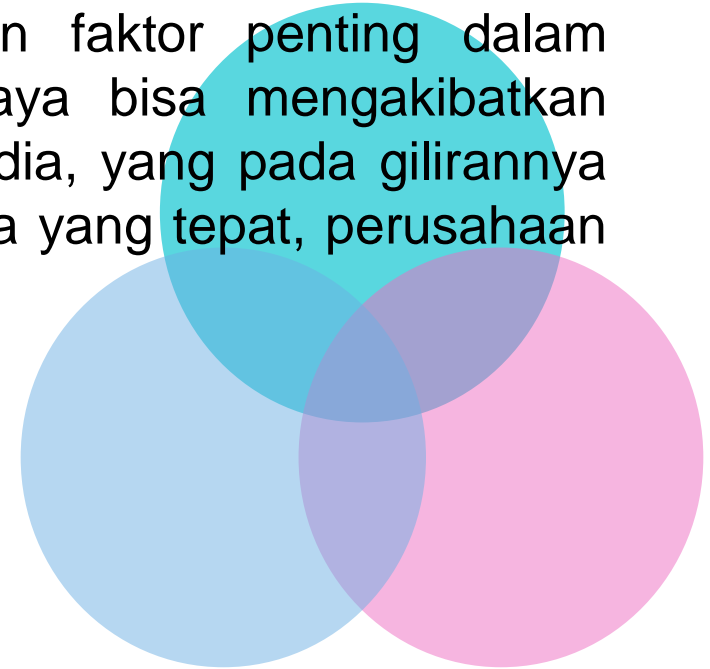 n faktor penting dalam
aya bisa mengakibatkan
dia, yang pada gilirannya
a yang tepat, perusahaan